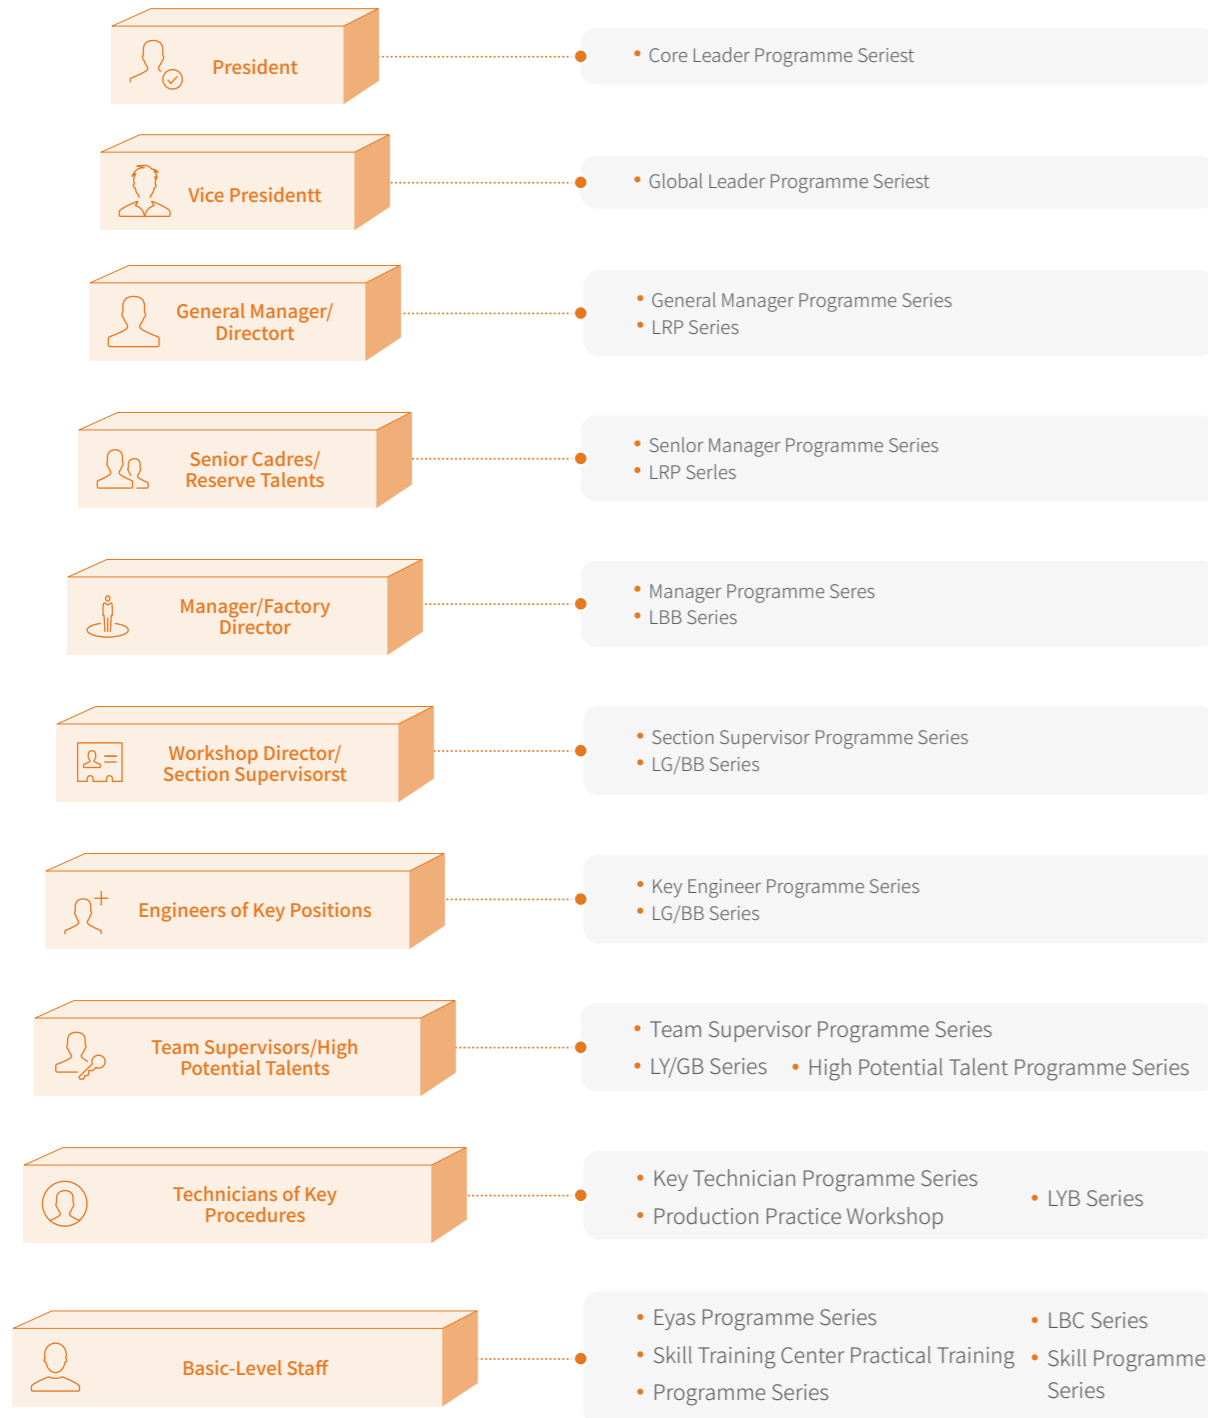 President
• Core Leader Programme Seriest
Vice Presidentt
• Global Leader Programme Seriest
General Manager/
Directort
• General Manager Programme Series
• LRP Series
Senior Cadres/
Reserve Talents
• Senlor Manager Programme Series
• LRP Serles
Manager/Factory
Director
• Manager Programme Seres
• LBB Series
Workshop Director/
Section Supervisorst
• Section Supervisor Programme Series
• LG/BB Series
Engineers of Key Positions
• Key Engineer Programme Series
• LG/BB Series
Team Supervisors/High
Potential Talents
• Team Supervisor Programme Series
• LY/GB Series • High Potential Talent Programme Series
Technicians of Key
Procedures
• Key Technician Programme Series
• Production Practice Workshop
• LYB Series
Basic-Level Staff
• Eyas Programme Series
• Skill Training Center Practical Training
• Programme Series
• LBC Series
• Skill Programme
Series